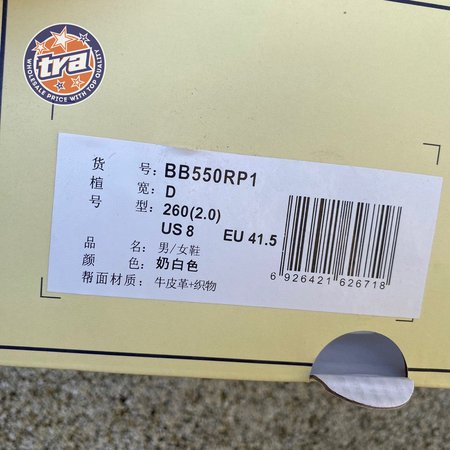 tra
WHOLESALE PRICE WITH TOP QUALITY
货 号: BB550RP1
楦 宽: D
号 型: 260(2.0)
US 8 EU 41.5
品 名: 男/女鞋
颜 色: 奶白色
帮面材质: 牛皮革+织物
6 926421 626718